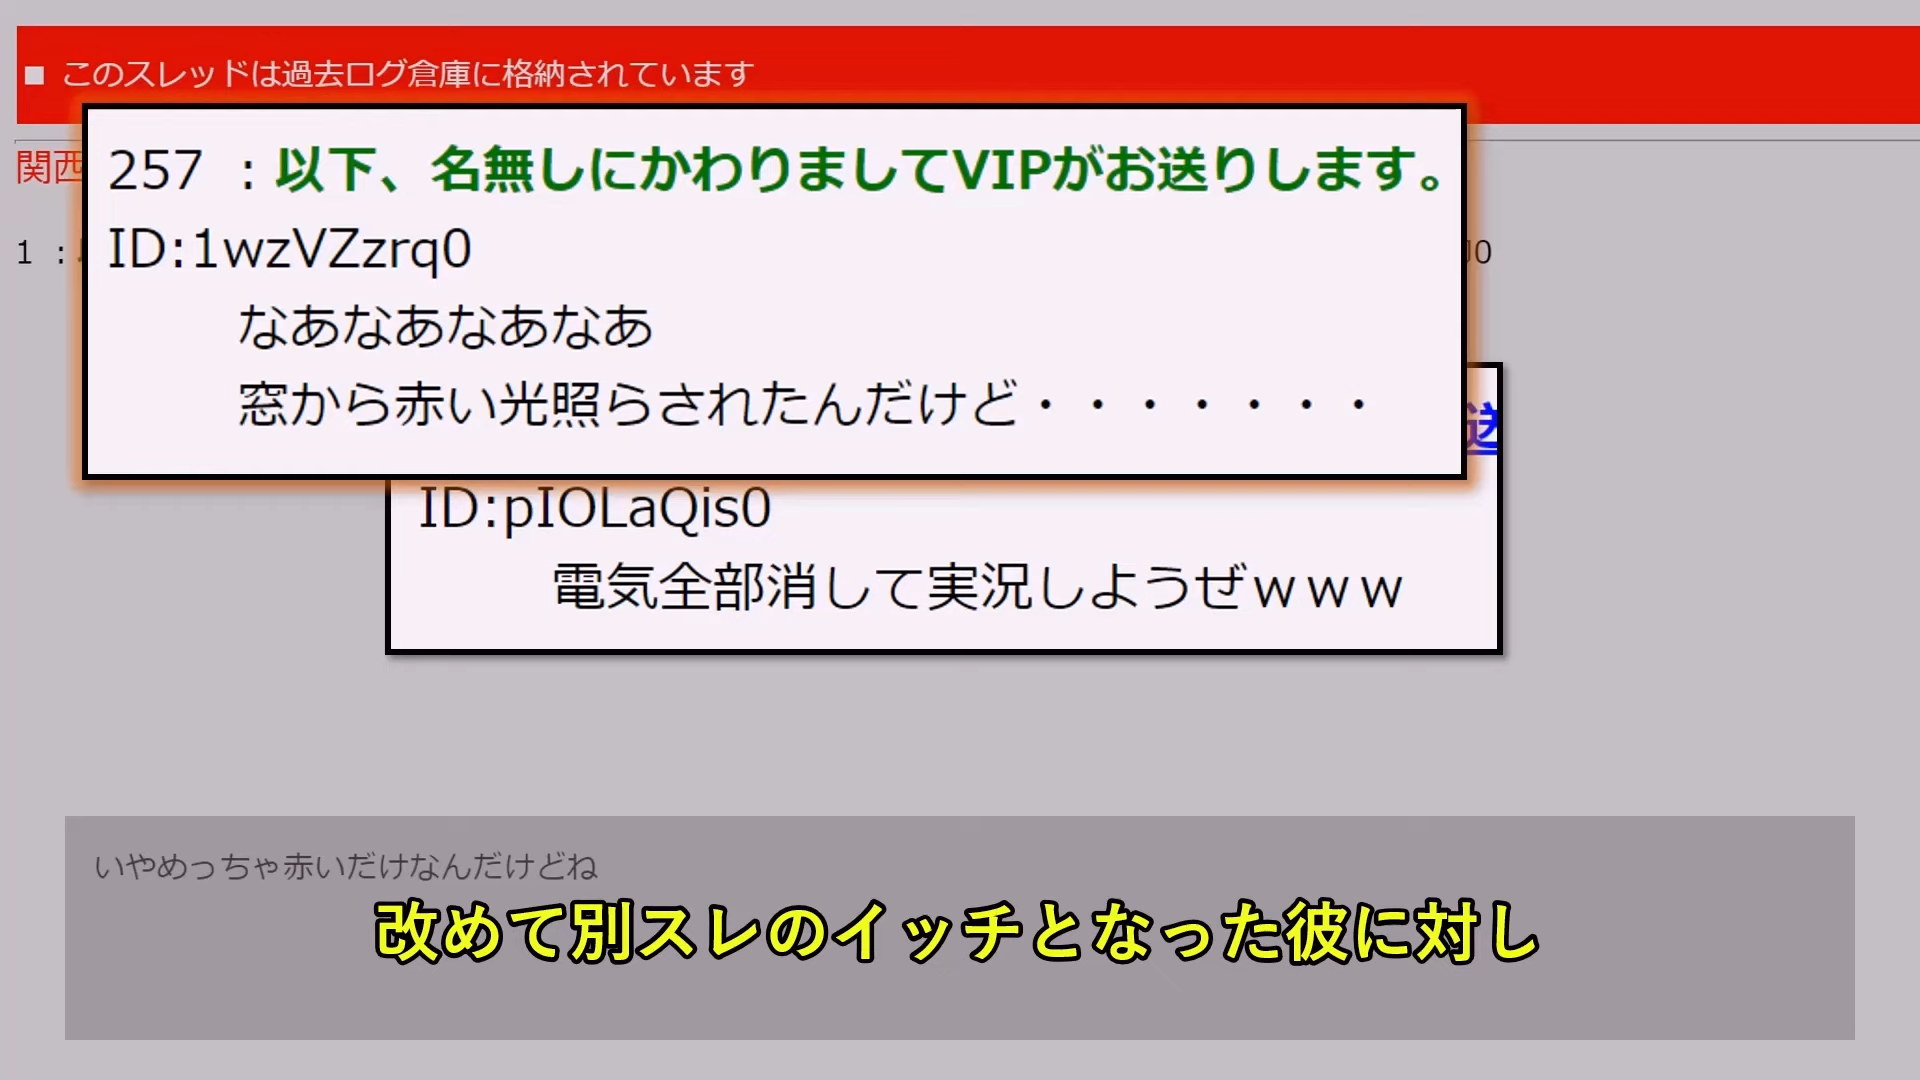 ■ このスレッドは過去ログ倉庫に格納されています
関西
257 ：以下、名無しにかわりましてVIPがお送りします。
ID:1wzVZzrq0
なあなあなあなあ
窓から赤い光照らされたんだけど・・・・・・・
1 ：
0
送
ID:pIOLaQis0
電気全部消して実況しようぜｗｗｗ
いやめっちゃ赤いだけなんだけどね
改めて別スレのイッチとなった彼に対し